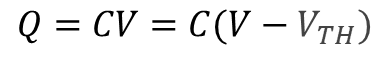 Q = CV = C(V − V_TH)